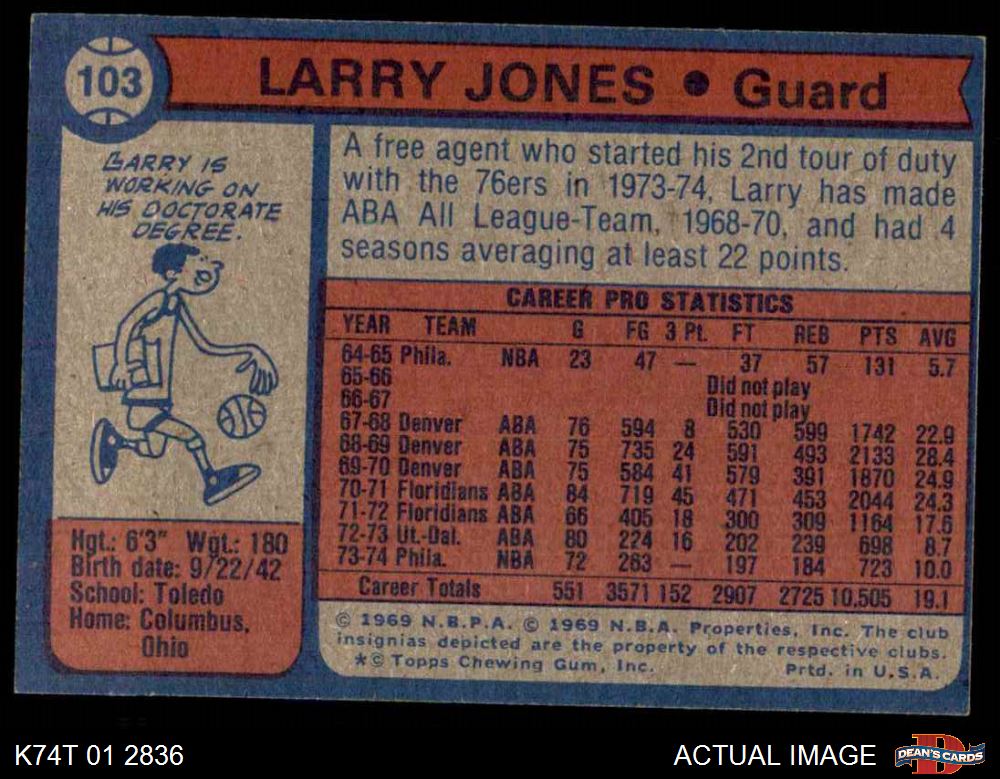 103
LARRY JONES • Guard
LARRY IS
WORKING ON
HIS DOCTORATE
DEGREE.
A free agent who started his 2nd tour of duty
with the 76ers in 1973-74, Larry has made
ABA All League-Team, 1968-70, and had 4
seasons averaging at least 22 points.
CAREER PRO STATISTICS
YEAR TEAM G FG 3 Pt. FT REB PTS AVG
64-65 Phila. NBA 23 47 — 37 57 131 5.7
65-66 Did not play
66-67 Did not play
67-68 Denver ABA 76 594 8 530 599 1742 22.9
68-69 Denver ABA 75 735 24 591 493 2133 28.4
69-70 Denver ABA 75 584 41 579 391 1870 24.9
70-71 Floridians ABA 84 719 45 471 453 2044 24.3
71-72 Floridians ABA 66 405 18 300 309 1164 17.6
72-73 Ut.-Dal. ABA 80 224 16 202 239 698 8.7
73-74 Phila. NBA 72 263 — 197 184 723 10.0
Career Totals 551 3571 152 2907 2725 10,505 19.1
Hgt.: 6'3" Wgt.: 180
Birth date: 9/22/42
School: Toledo
Home: Columbus,
Ohio
© 1969 N.B.P.A. © 1969 N.B.A. Properties, Inc. The club
insignias depicted are the property of the respective clubs.
*© Topps Chewing Gum, Inc. Prtd. in U.S.A.
K74T 01 2836
ACTUAL IMAGE
DEAN'S CARDS